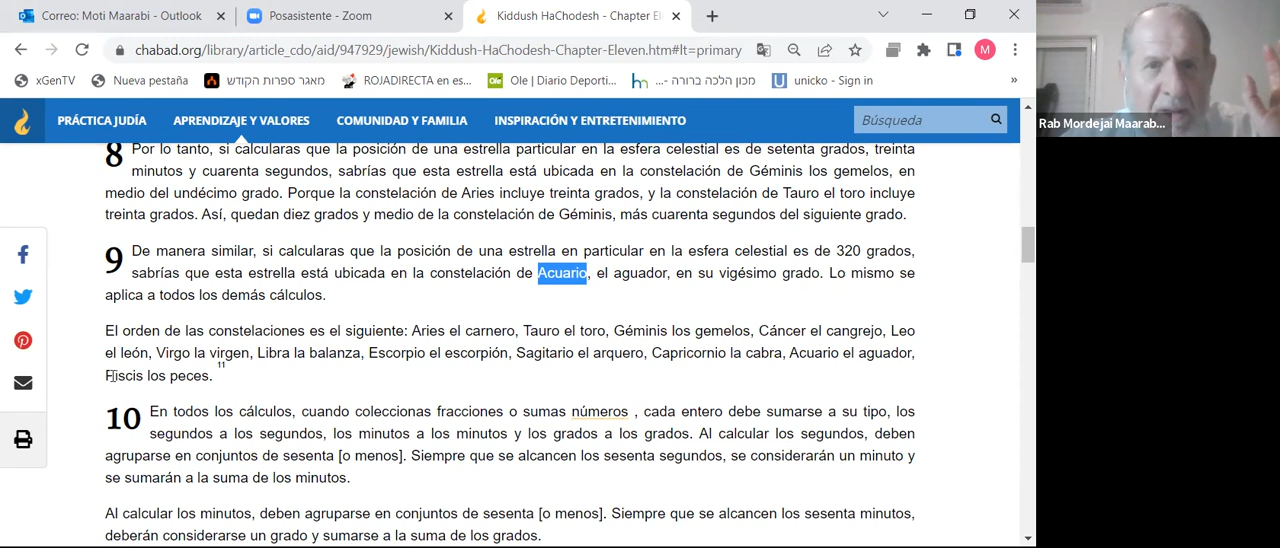 Correo: Moti Maarabi - Outlook
Posasistente - Zoom
Kiddush HaChodesh - Chapter El
chabad.org/library/article_cdo/aid/947929/jewish/Kiddush-HaChodesh-Chapter-Eleven.htm#lt=primary
M
xGenTV
Nueva pestaña
מאגר ספרות הקודש
ROJADIRECTA en es...
Ole | Diario Deporti...
מכון הלכה ברורה -...
unicko - Sign in
»
PRÁCTICA JUDÍA
APRENDIZAJE Y VALORES
COMUNIDAD Y FAMILIA
INSPIRACIÓN Y ENTRETENIMIENTO
Búsqueda
Rab Mordejai Maarab...
8 Por lo tanto, si calcularas que la posición de una estrella particular en la esfera celestial es de setenta grados, treinta
minutos y cuarenta segundos, sabrías que esta estrella está ubicada en la constelación de Géminis los gemelos, en
medio del undécimo grado. Porque la constelación de Aries incluye treinta grados, y la constelación de Tauro el toro incluye
treinta grados. Así, quedan diez grados y medio de la constelación de Géminis, más cuarenta segundos del siguiente grado.
9 De manera similar, si calcularas que la posición de una estrella en particular en la esfera celestial es de 320 grados,
sabrías que esta estrella está ubicada en la constelación de Acuario, el aguador, en su vigésimo grado. Lo mismo se
aplica a todos los demás cálculos.
El orden de las constelaciones es el siguiente: Aries el carnero, Tauro el toro, Géminis los gemelos, Cáncer el cangrejo, Leo
el león, Virgo la virgen, Libra la balanza, Escorpio el escorpión, Sagitario el arquero, Capricornio la cabra, Acuario el aguador,
Piscis los peces. 11
10 En todos los cálculos, cuando coleccionas fracciones o sumas números , cada entero debe sumarse a su tipo, los
segundos a los segundos, los minutos a los minutos y los grados a los grados. Al calcular los segundos, deben
agruparse en conjuntos de sesenta [o menos]. Siempre que se alcancen los sesenta segundos, se considerarán un minuto y
se sumarán a la suma de los minutos.
Al calcular los minutos, deben agruparse en conjuntos de sesenta [o menos]. Siempre que se alcancen los sesenta minutos,
deberán considerarse un grado y sumarse a la suma de los grados.